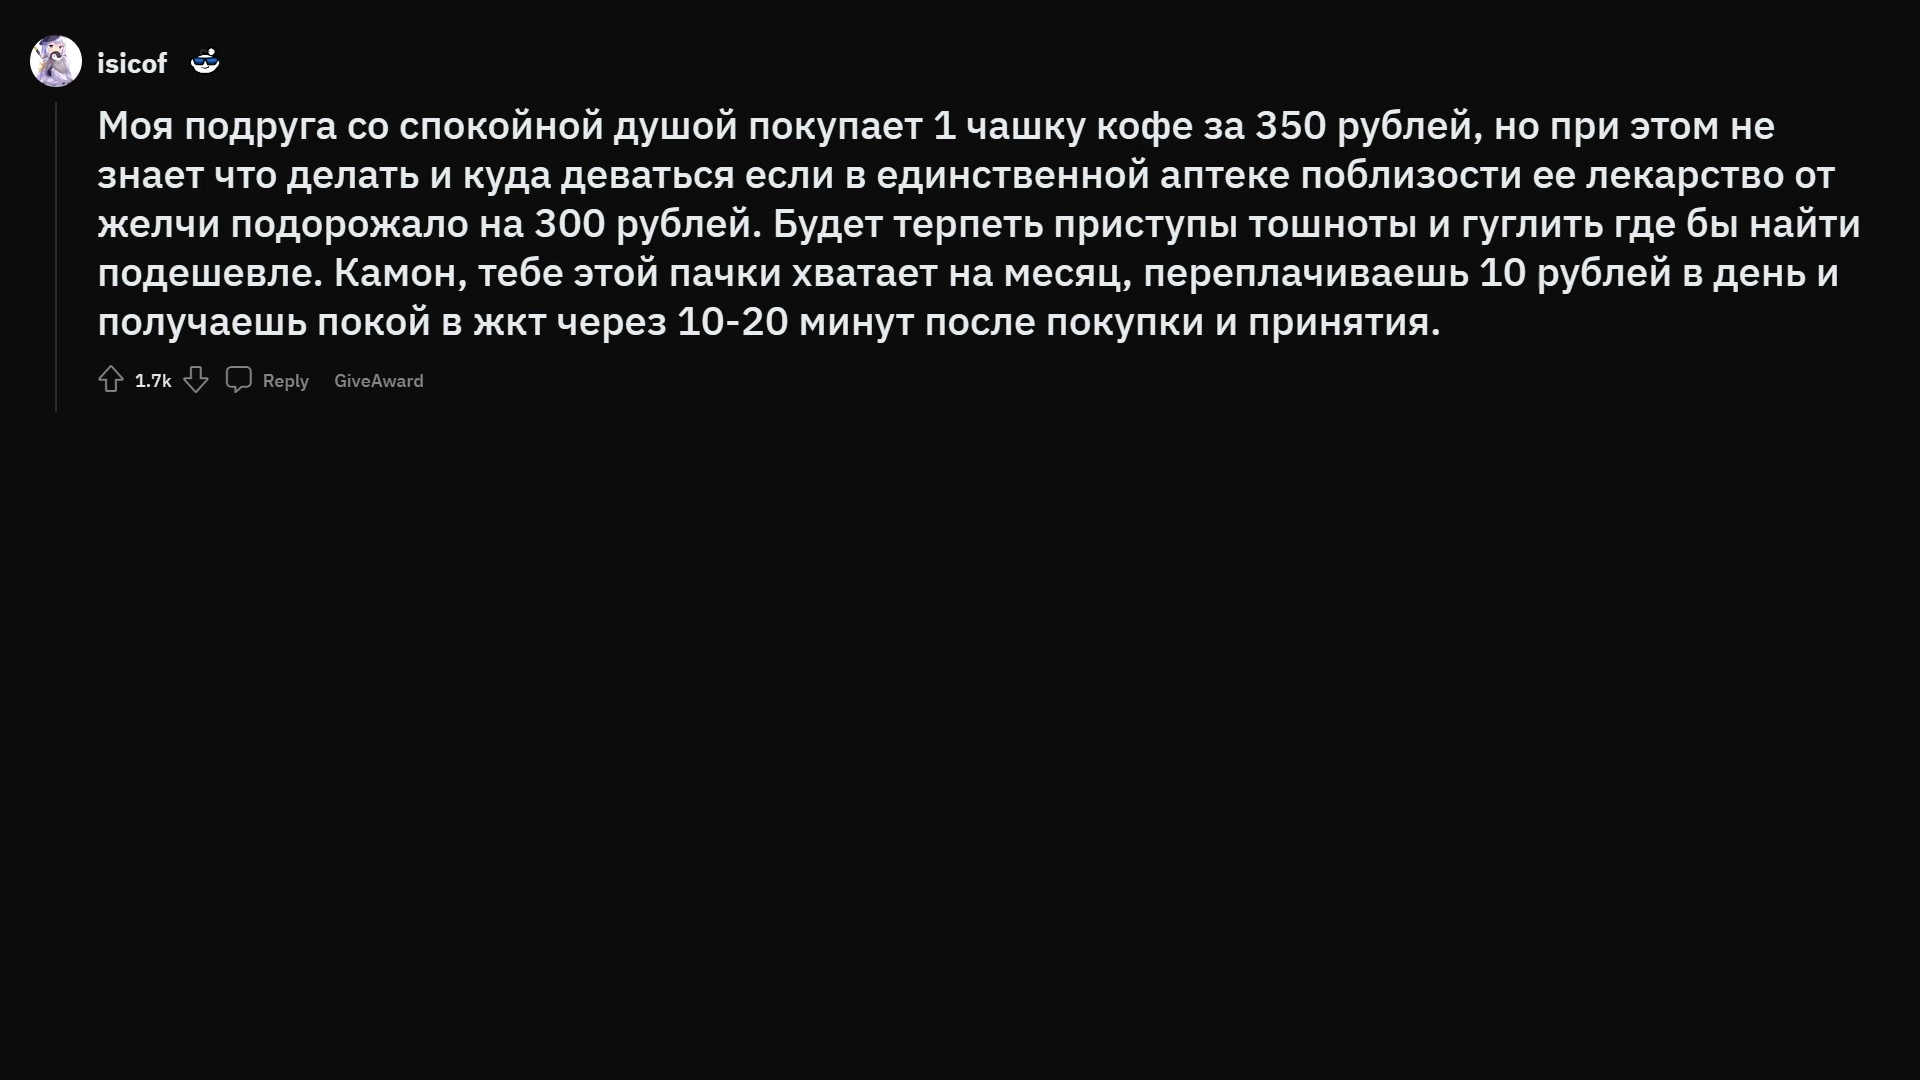 isicof
Моя подруга со спокойной душой покупает 1 чашку кофе за 350 рублей, но при этом не
знает что делать и куда деваться если в единственной аптеке поблизости ее лекарство от
желчи подорожало на 300 рублей. Будет терпеть приступы тошноты и гуглить где бы найти
подешевле. Камон, тебе этой пачки хватает на месяц, переплачиваешь 10 рублей в день и
получаешь покой в жкт через 10-20 минут после покупки и принятия.
1.7k Reply GiveAward